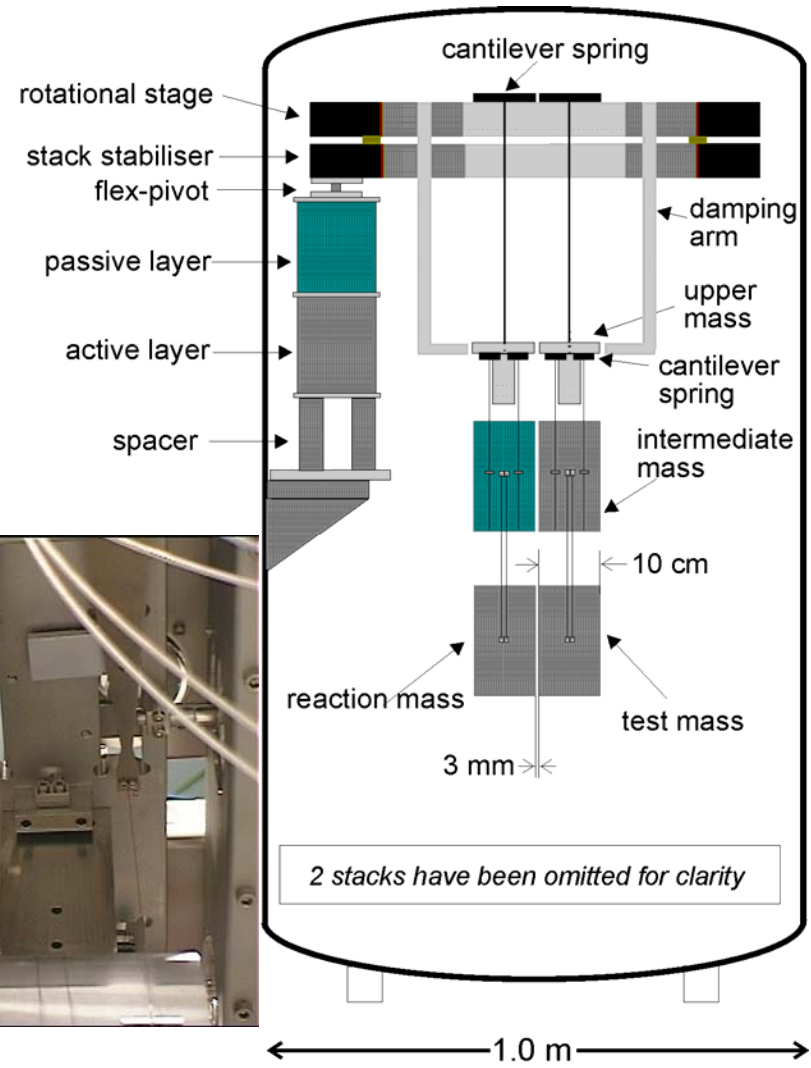 cantilever spring
rotational stage
stack stabiliser
flex-pivot
passive layer
damping
arm
upper
mass
active layer
cantilever
spring
spacer
intermediate
mass
10 cm
reaction mass
test mass
3 mm
2 stacks have been omitted for clarity
1.0 m